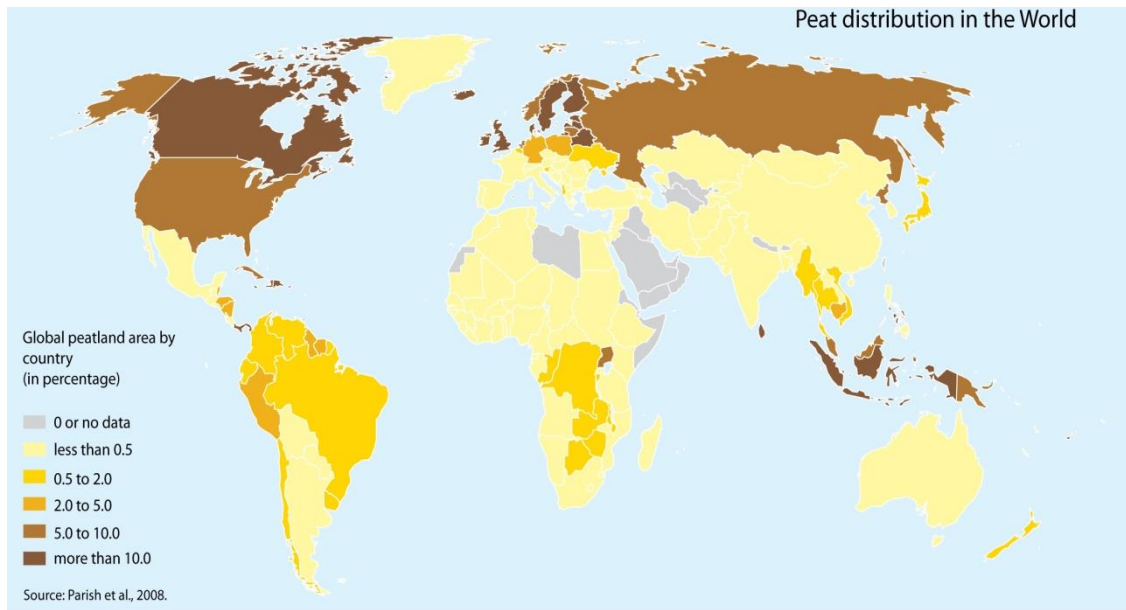 Peat distribution in the World
Global peatland area by
country
(in percentage)
0 or no data
less than 0.5
0.5 to 2.0
2.0 to 5.0
5.0 to 10.0
more than 10.0
Source: Parish et al., 2008.